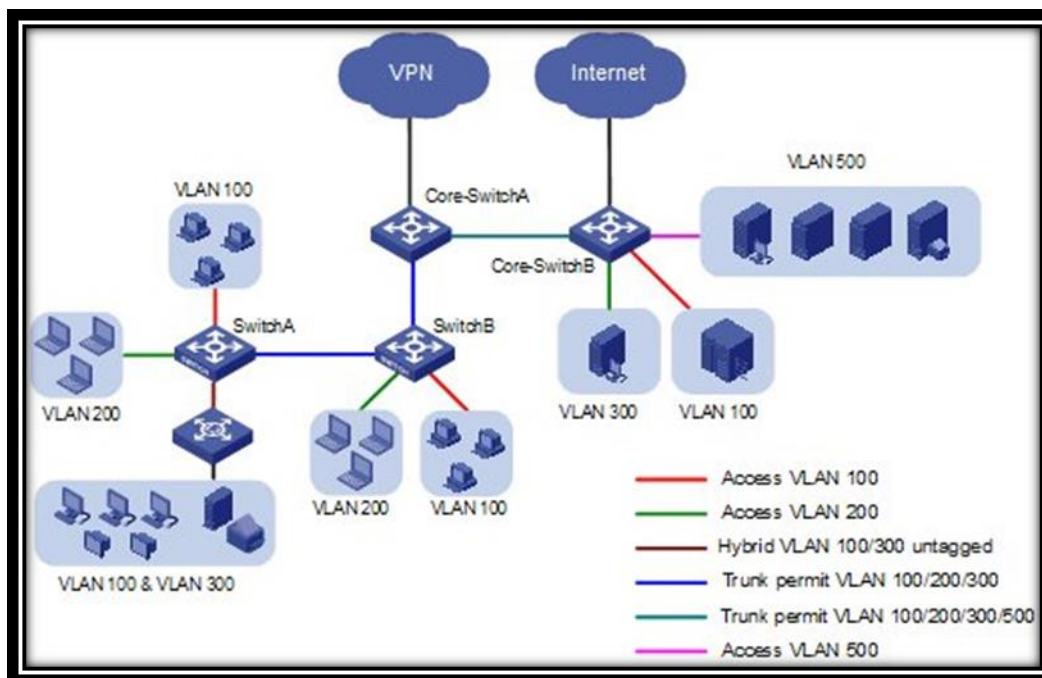 VPN
Internet
VLAN 500
VLAN 100
Core-SwitchA
Core-SwitchB
SwitchA
SwitchB
VLAN 200
VLAN 300
VLAN 100
VLAN 200
VLAN 100
VLAN 100 & VLAN 300
Access VLAN 100
Access VLAN 200
Hybrid VLAN 100/300 untagged
Trunk permit VLAN 100/200/300
Trunk permit VLAN 100/200/300/500
Access VLAN 500